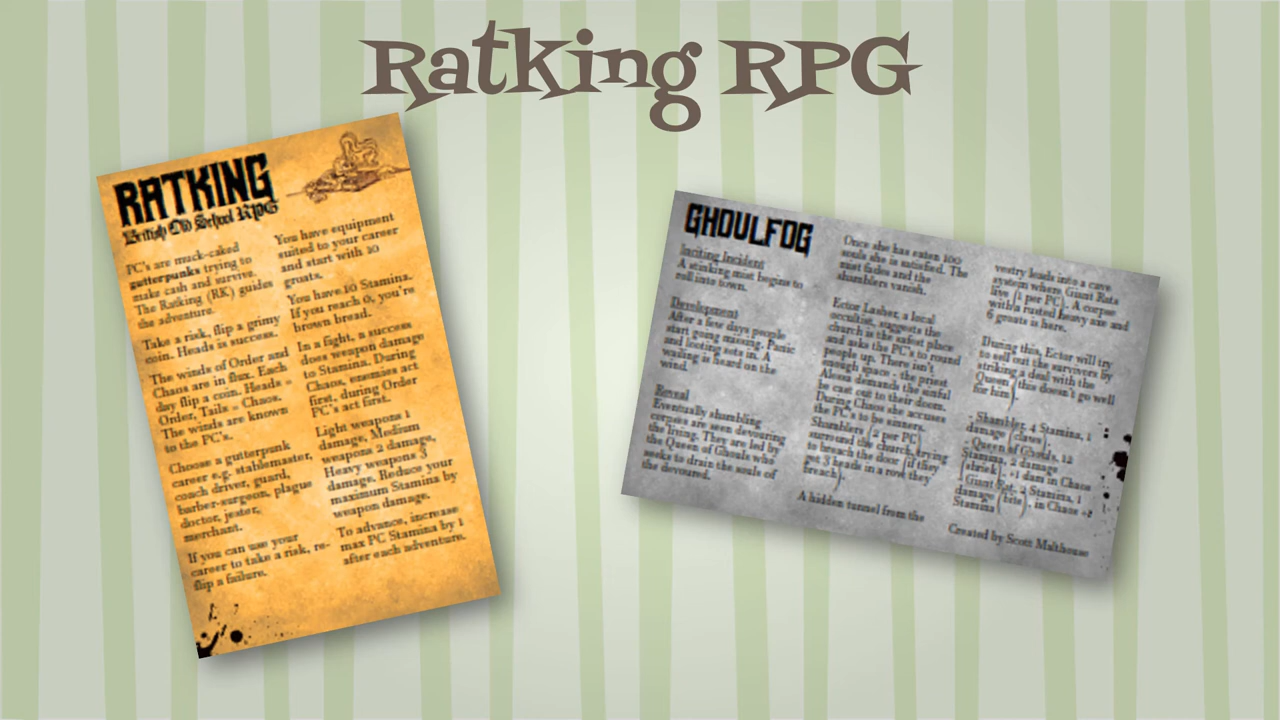 Ratking RPG
RATKING
British Old School RPG
PC's are muck-caked
gutterpunks trying to
make cash and survive.
The Ratking (RK) guides
the adventure.
Take a risk, flip a grimy
coin. Heads is success.
The winds of Order and
Chaos are in flux. Each
day flip a coin. Heads =
Order, Tails = Chaos.
The winds are known
to the PC's.
Choose a gutterpunk
career e.g. stablemaster,
coach driver, guard,
barber-surgeon, plague
doctor, jester,
merchant.
If you can use your
career to take a risk, re-
flip a failure.
You have equipment
suited to your career
and start with 10
groats.
You have 10 Stamina.
If you reach 0, you're
brown bread.
In a fight, a success
does weapon damage
to Stamina. During
Chaos, enemies act
first, during Order
PC's act first.
Light weapons 1
damage, Medium
weapons 2 damage,
Heavy weapons 3
damage. Reduce your
maximum Stamina by
weapon damage.
To advance, increase
max PC Stamina by 1
after each adventure.
GHOULFOG
Inciting Incident
A stinking mist begins to
roll into town.
Development
After a few days people
start going missing. Panic
and looting sets in. A
wailing is heard on the
wind.
Reveal
Eventually shambling
corpses are seen devouring
the living. They are led by
the Queen of Ghouls who
seeks to drain the souls of
the devoured.
Once she has eaten 100
souls she is satisfied. The
mist fades and the
shamblers vanish.
Ector Lasher, a local
occultist, suggests the
church is the safest place
and asks the PC's to round
people up. There isn't
enough space - the priest
Alexa demands the sinful
be cast out to their doom.
During Chaos she accuses
the PC's to be sinners.
Shamblers (2 per PC)
surround the church, trying
to breach the door (if they
get 3 heads in a row they
breach).
A hidden tunnel from the
vestry leads into a cave
system where Giant Rats
live (1 per PC). A corpse
with a rusted heavy axe and
6 groats is here.
During this, Ector will try
to sell out the survivors by
striking a deal with the
Queen (this doesn't go well
for him).
- Shambler, 4 Stamina, 1
damage (claws).
- Queen of Ghouls, 12
Stamina, 2 damage
(shriek), +1 dam in Chaos
- Giant Rat, 2 Stamina, 1
damage (bite), in Chaos +2
Stamina
Created by Scott Malthouse